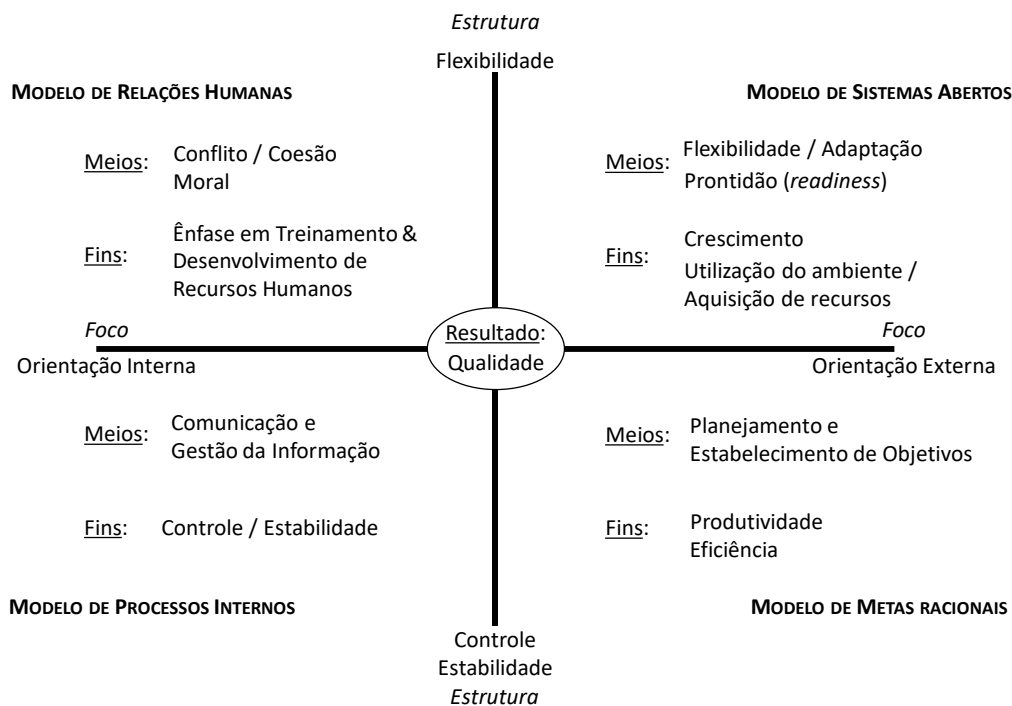 Estrutura
Flexibilidade
MODELO DE RELAÇÕES HUMANAS
MODELO DE SISTEMAS ABERTOS
Meios:
Conflito / Coesão
Moral
Meios:
Flexibilidade / Adaptação
Prontidão (readiness)
Fins:
Ênfase em Treinamento &
Desenvolvimento de
Recursos Humanos
Fins:
Crescimento
Utilização do ambiente /
Aquisição de recursos
Foco
Orientação Interna
Resultado:
Qualidade
Foco
Orientação Externa
Meios:
Comunicação e
Gestão da Informação
Meios:
Planejamento e
Estabelecimento de Objetivos
Fins:
Controle / Estabilidade
Fins:
Produtividade
Eficiência
MODELO DE PROCESSOS INTERNOS
MODELO DE METAS RACIONAIS
Controle
Estabilidade
Estrutura